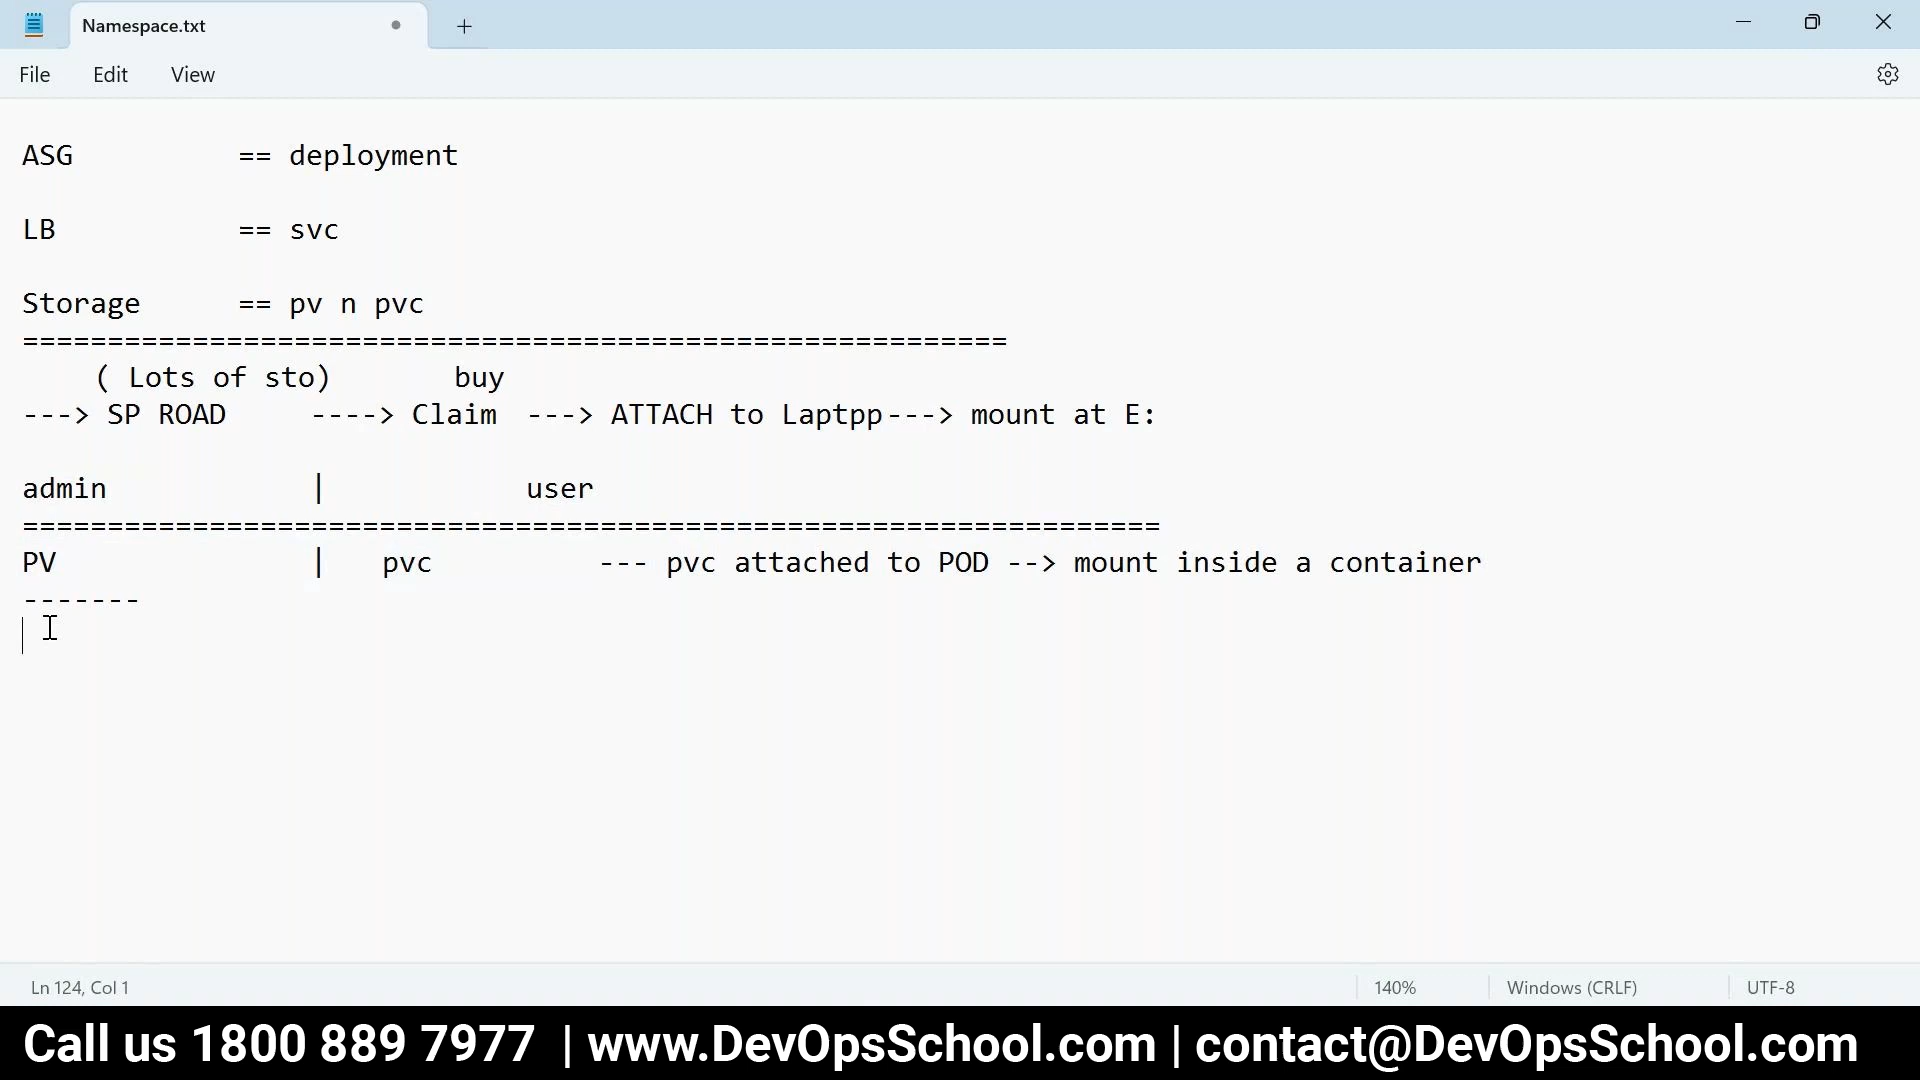 Namespace.txt
File Edit View
ASG == deployment
LB == svc
Storage == pv n pvc
==========================================================
( Lots of sto) buy
---> SP ROAD ----> Claim ---> ATTACH to Laptpp---> mount at E:
admin | user
===================================================================
PV | pvc --- pvc attached to POD --> mount inside a container
-------
Ln 124, Col 1 140% Windows (CRLF) UTF-8
Call us 1800 889 7977 | www.DevOpsSchool.com | contact@DevOpsSchool.com